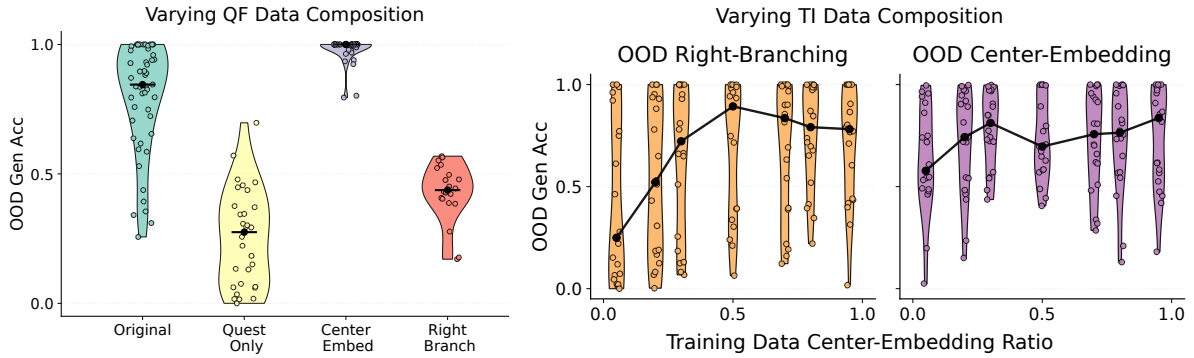 Varying QF Data Composition
OOD Gen Acc
1.0
0.5
0.0
Original
Quest Only
Center Embed
Right Branch
Varying TI Data Composition
OOD Right-Branching
OOD Center-Embedding
OOD Gen Acc
1.0
0.5
0.0
0.0 0.5 1.0
0.0 0.5 1.0
Training Data Center-Embedding Ratio